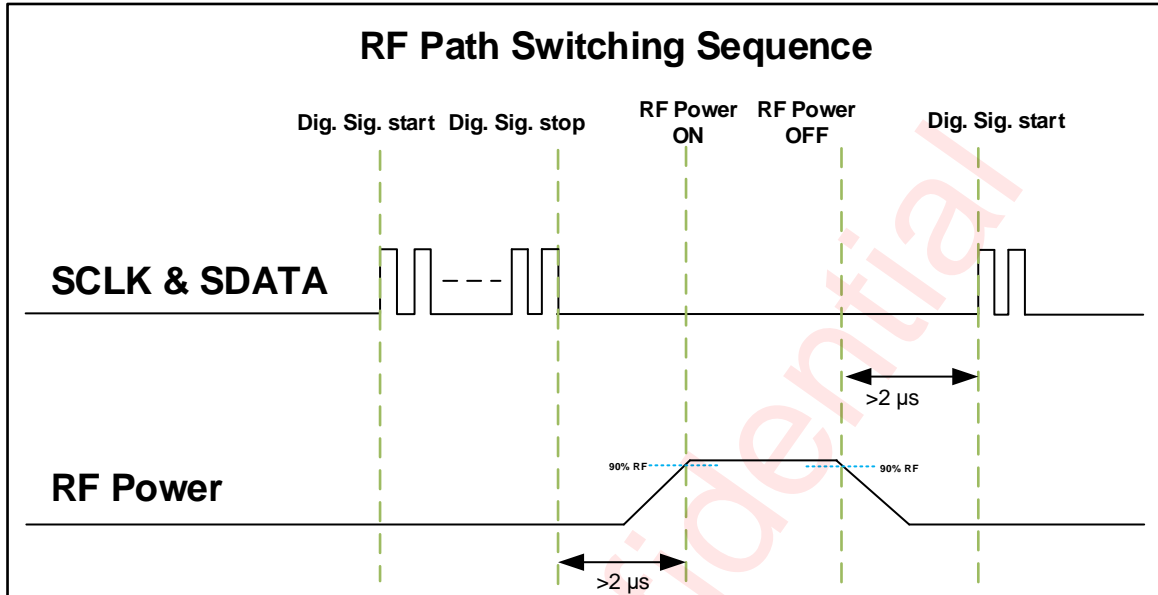 RF Path Switching Sequence
Dig. Sig. start
Dig. Sig. stop
RF Power
ON
RF Power
OFF
Dig. Sig. start
SCLK & SDATA
>2 µs
90% RF
90% RF
RF Power
>2 µs
fidential